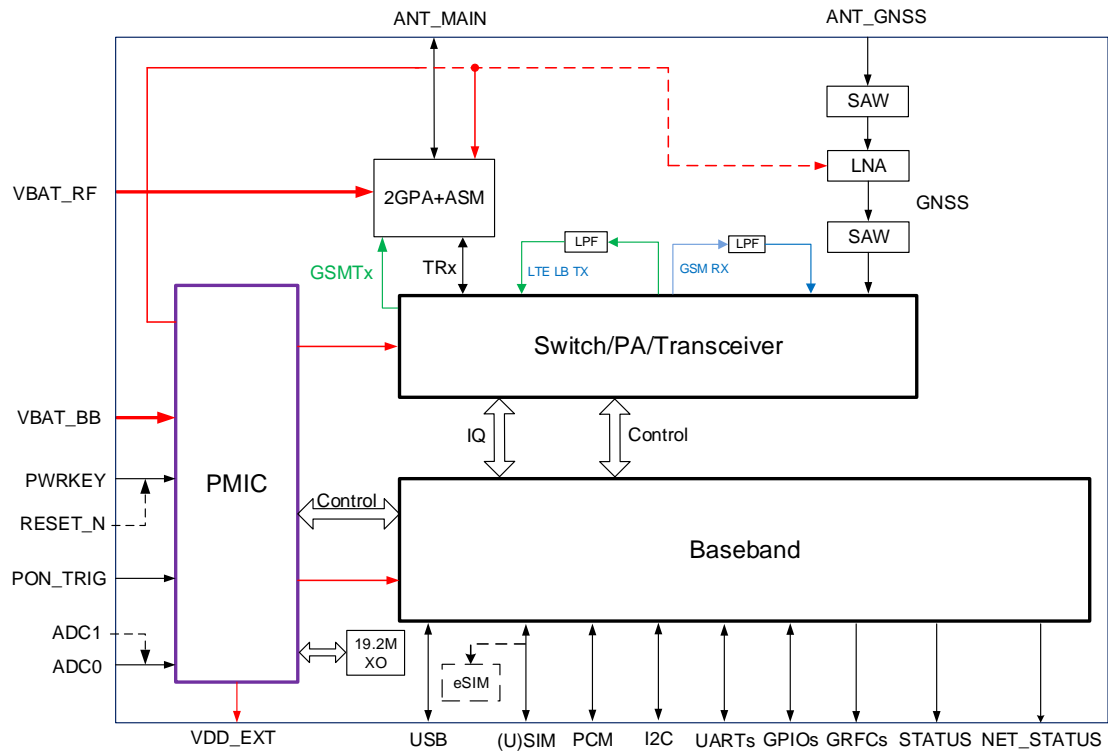 ANT_MAIN
ANT_GNSS
SAW
LNA
VBAT_RF
2GPA+ASM
GNSS
SAW
LPF
LPF
GSMTx
TRx
LTE LB TX
GSM RX
Switch/PA/Transceiver
VBAT_BB
IQ
Control
PWRKEY
PMIC
Control
RESET_N
Baseband
PON_TRIG
ADC1
19.2M
XO
ADC0
eSIM
VDD_EXT
USB
(U)SIM
PCM
I2C
UARTs
GPIOs
GRFCs
STATUS
NET_STATUS